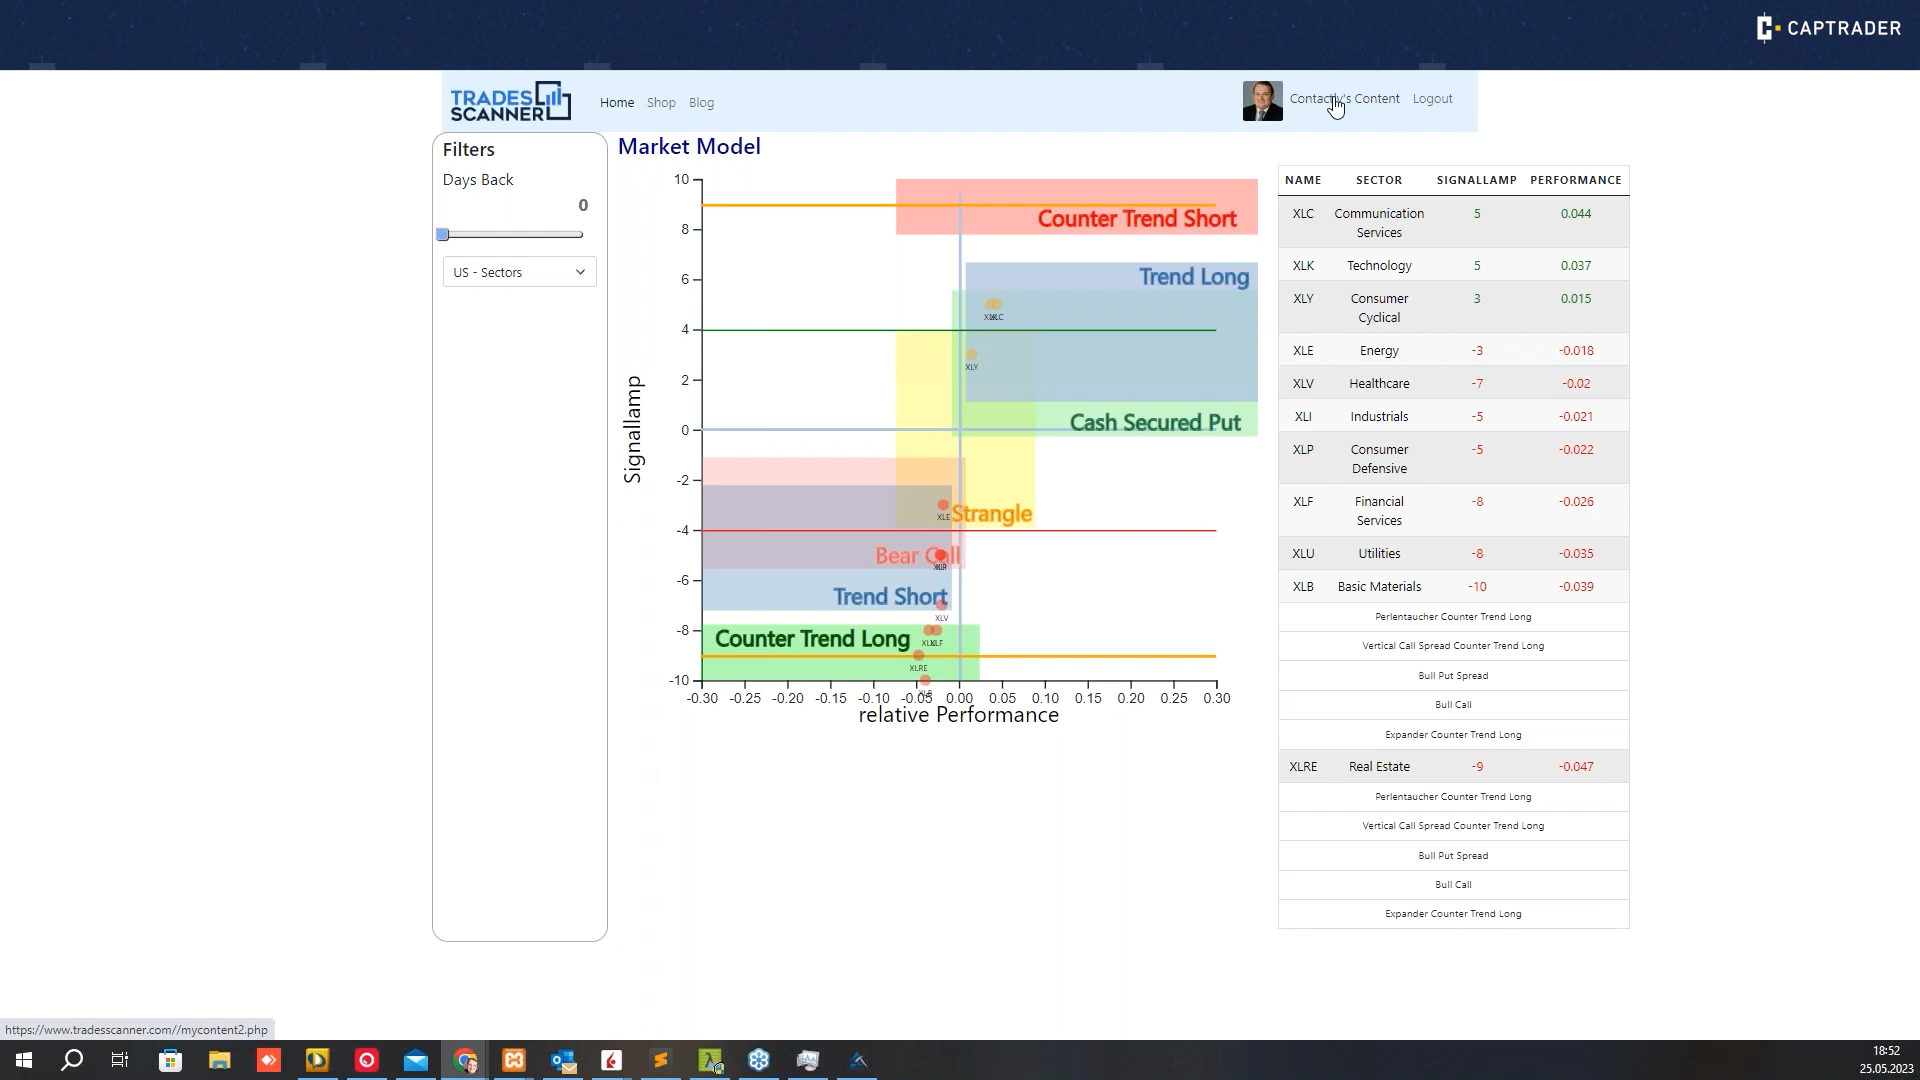 CAPTRADER
TRADES
SCANNER
Home Shop Blog
Contactly's Content Logout
Filters
Days Back
0
US - Sectors
Market Model
10
8
6
4
2
0
-2
-4
-6
-8
-10
Signallamp
Counter Trend Short
Trend Long
XLC
XLY
Cash Secured Put
XLE
Strangle
Bear Call
Trend Short
XLV
Counter Trend Long
XLF
XLRE
-0.30 -0.25 -0.20 -0.15 -0.10 -0.05 0.00 0.05 0.10 0.15 0.20 0.25 0.30
relative Performance
NAME SECTOR SIGNALLAMP PERFORMANCE
XLC Communication Services 5 0.044
XLK Technology 5 0.037
XLY Consumer Cyclical 3 0.015
XLE Energy -3 -0.018
XLV Healthcare -7 -0.02
XLI Industrials -5 -0.021
XLP Consumer Defensive -5 -0.022
XLF Financial Services -8 -0.026
XLU Utilities -8 -0.035
XLB Basic Materials -10 -0.039
Perlentaucher Counter Trend Long
Vertical Call Spread Counter Trend Long
Bull Put Spread
Bull Call
Expander Counter Trend Long
XLRE Real Estate -9 -0.047
Perlentaucher Counter Trend Long
Vertical Call Spread Counter Trend Long
Bull Put Spread
Bull Call
Expander Counter Trend Long
https://www.tradesscanner.com//mycontent2.php
18:52
25.05.2023